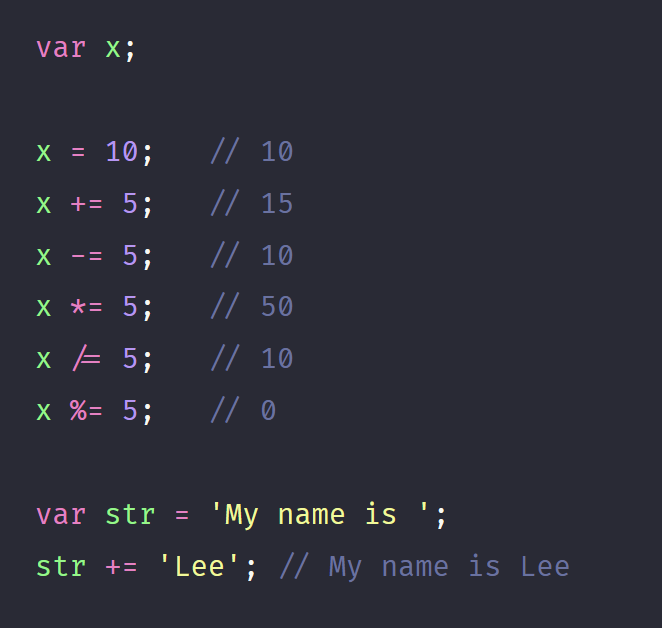 var x;
x = 10;   // 10
x += 5;   // 15
x -= 5;   // 10
x *= 5;   // 50
x /= 5;   // 10
x %= 5;   // 0
var str = 'My name is ';
str += 'Lee'; // My name is Lee